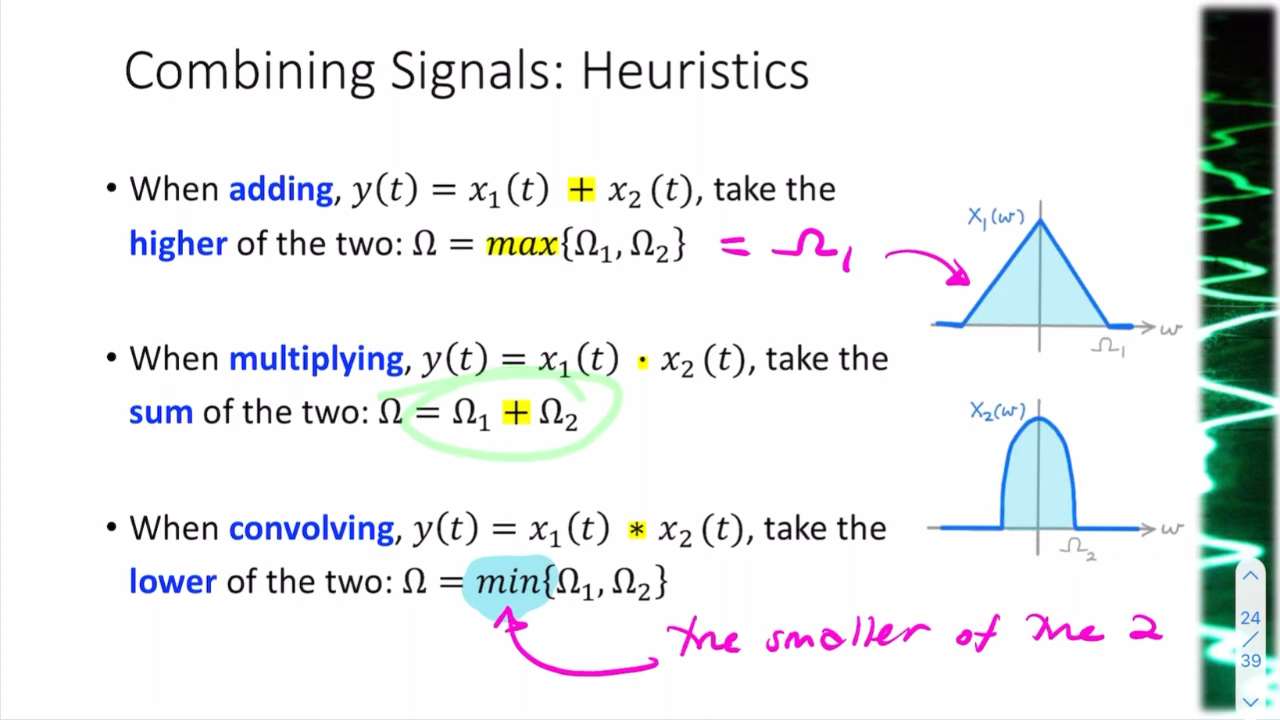 Combining Signals: Heuristics
• When adding, y(t) = x₁(t) + x₂(t), take the
higher of the two: Ω = max{Ω₁, Ω₂} = Ω₁
X₁(ω)
ω
Ω₁
• When multiplying, y(t) = x₁(t) · x₂(t), take the
sum of the two: Ω = Ω₁ + Ω₂
X₂(ω)
ω
Ω₂
• When convolving, y(t) = x₁(t) * x₂(t), take the
lower of the two: Ω = min{Ω₁, Ω₂}
the smaller of the 2
24
/
39